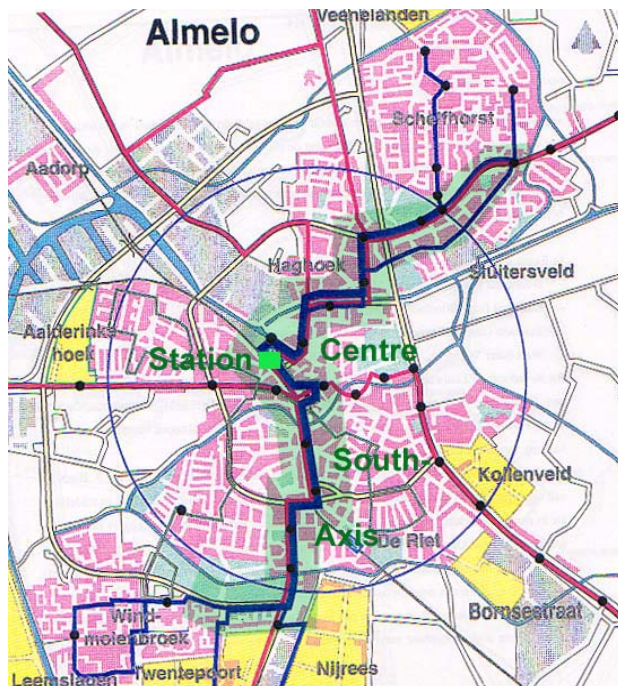 Veenelanden
Almelo
Schelfhorst
Aadorp
Haghoek
Sluitersveld
Aalderinks-
hoek
Station
Centre
South-
Kollenveld
Axis
De Riet
Wind-
molenbroek
Bornsestraat
Leemslagen
Twentepoort
Nijrees